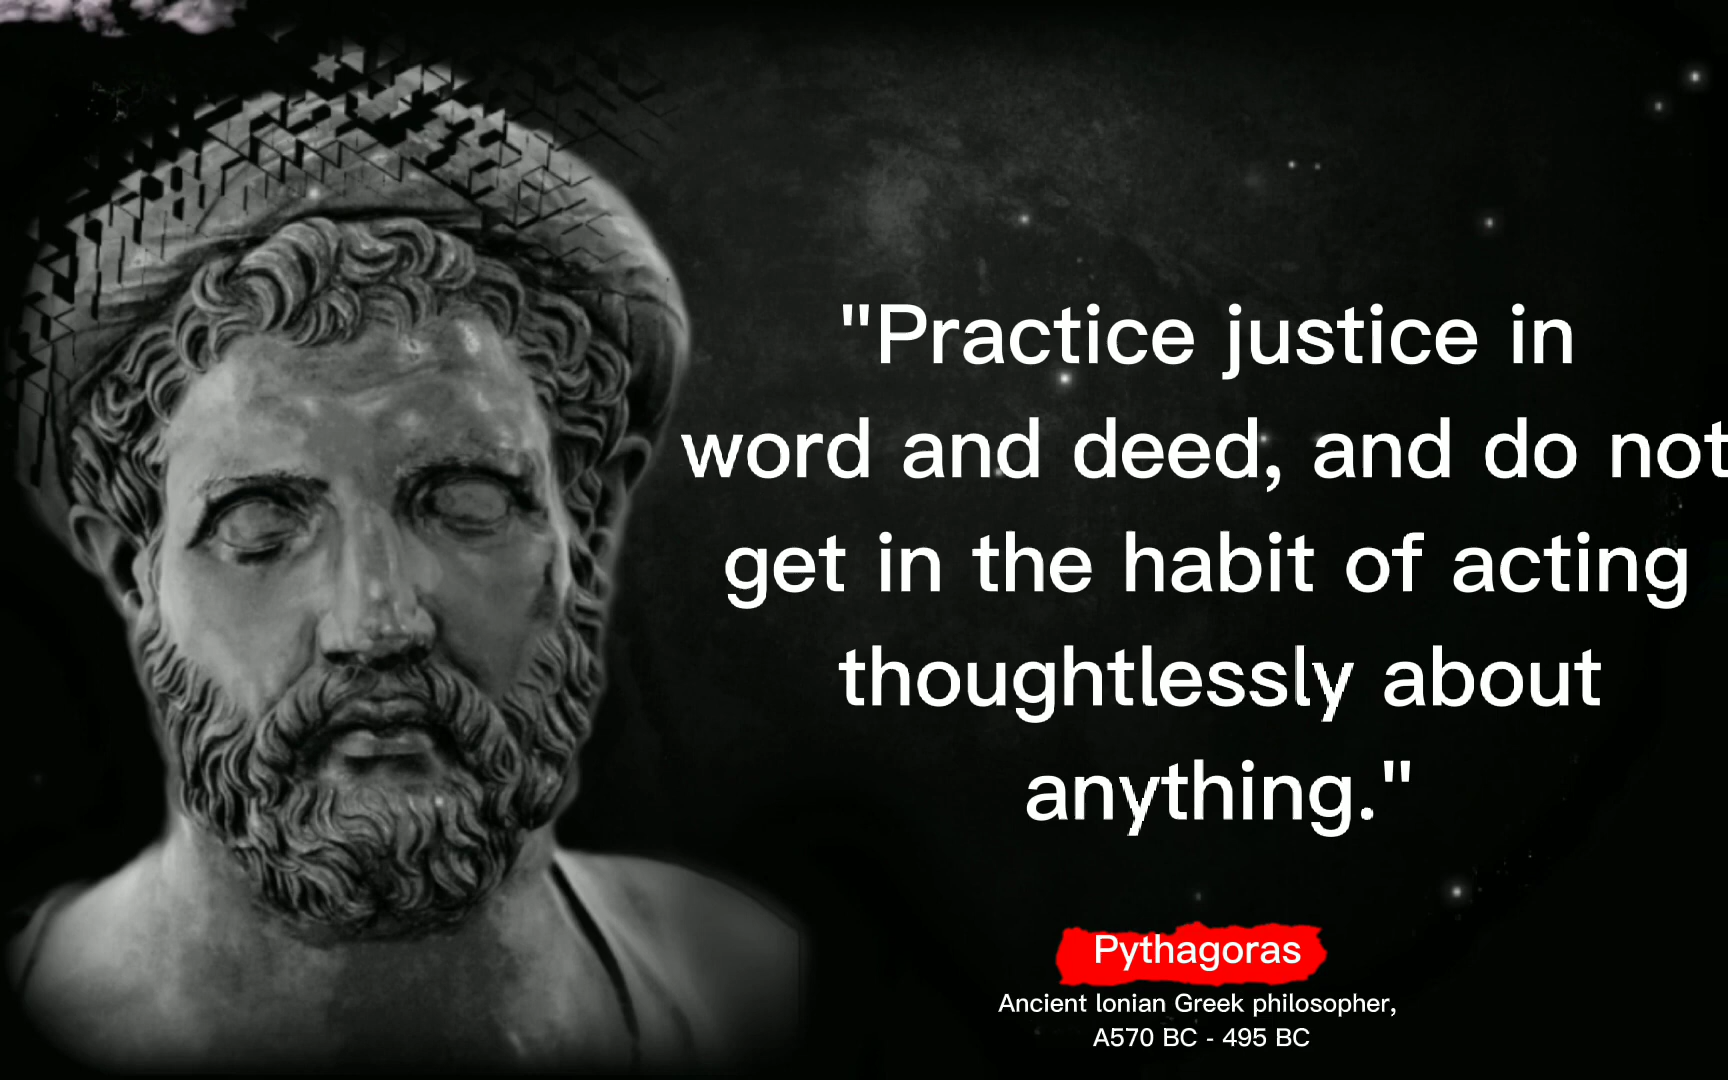 "Practice justice in
word and deed, and do not
get in the habit of acting
thoughtlessly about
anything."
Pythagoras
Ancient lonian Greek philosopher,
A570 BC - 495 BC